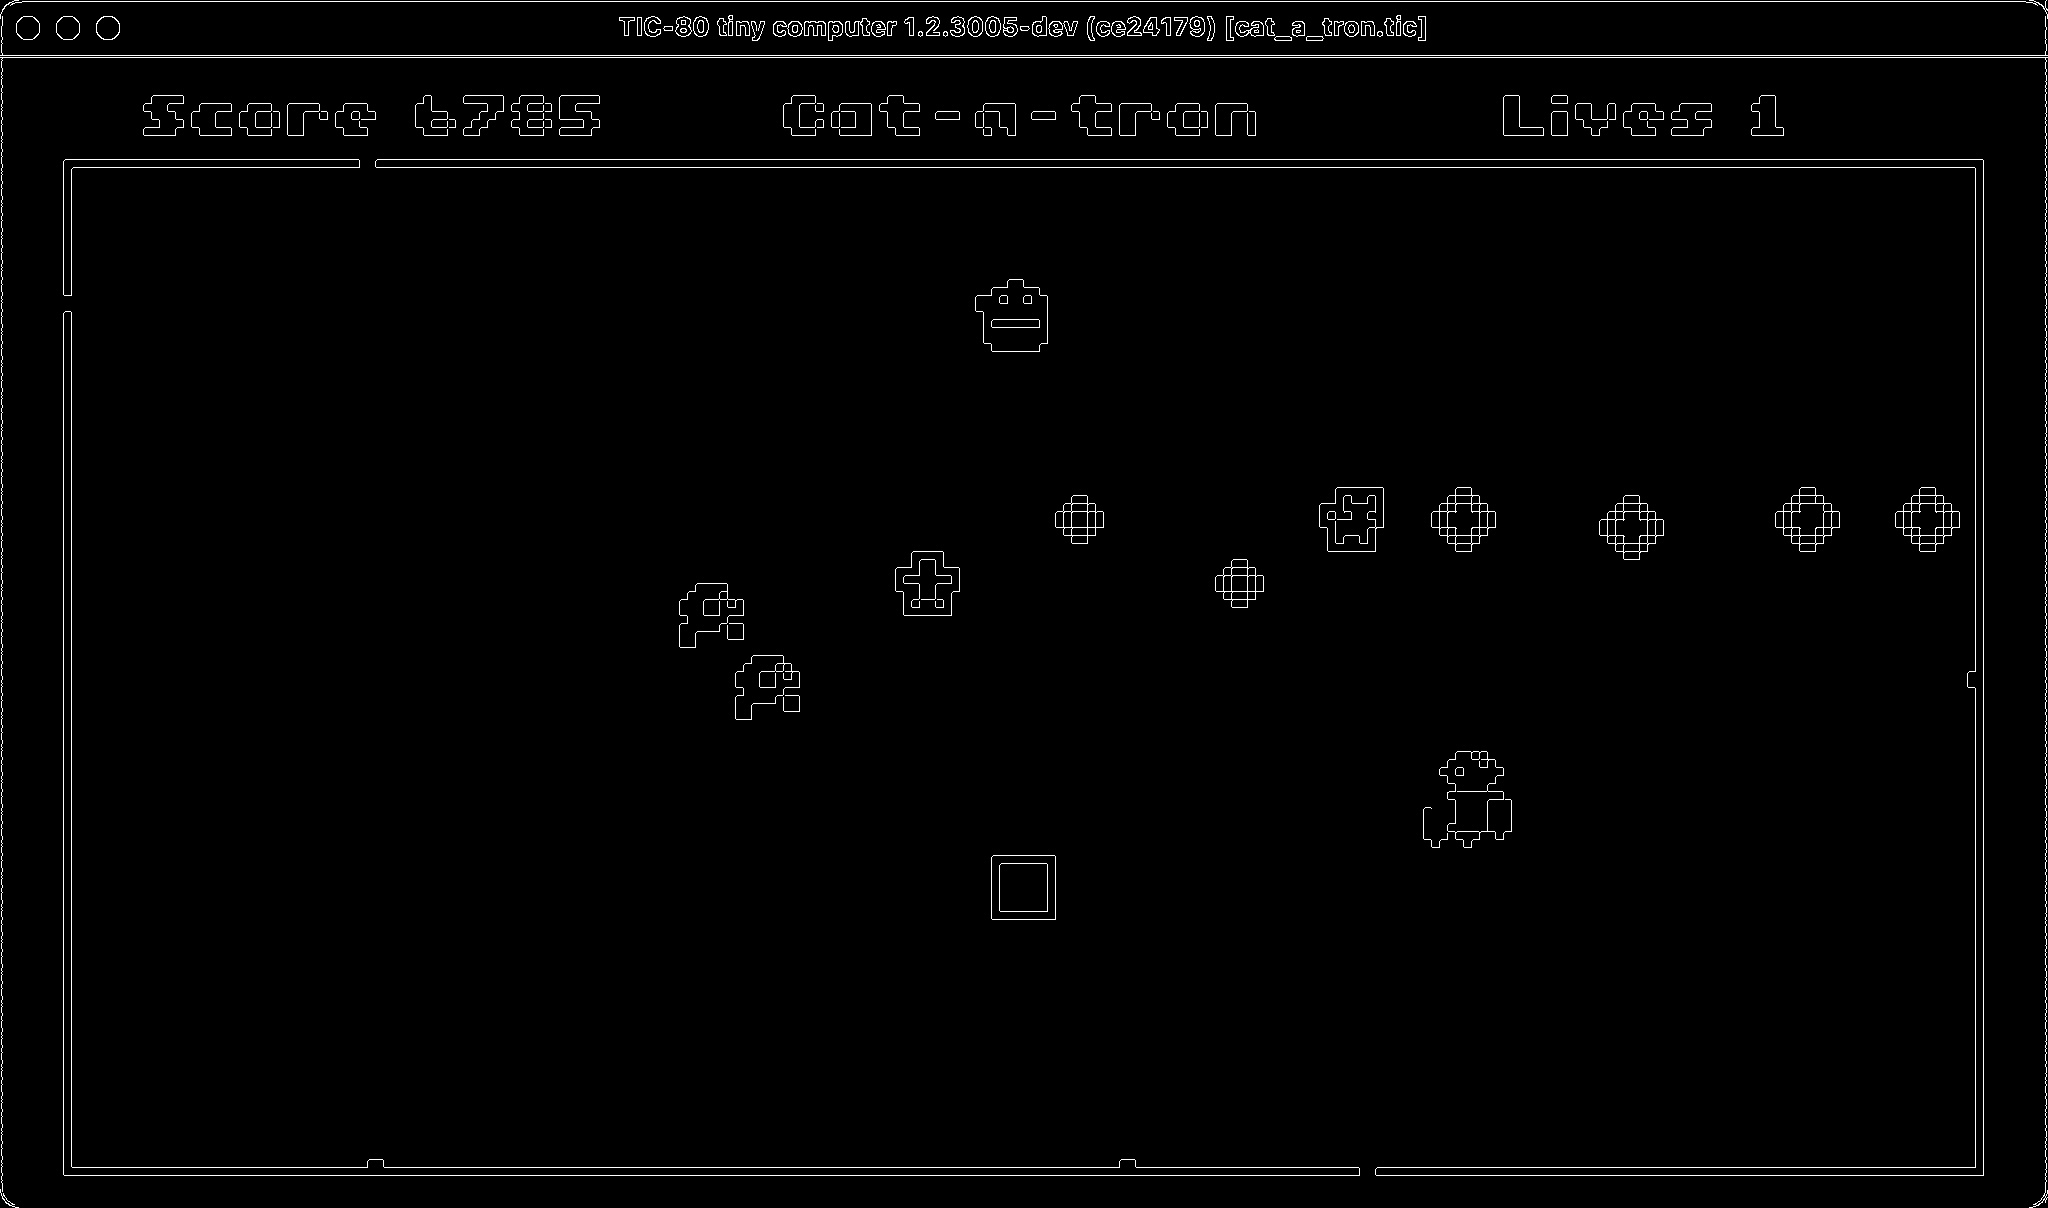 TIC-80 tiny computer 1.2.3005-dev (ce24179) [cat_a_tron.tic]
Score 6785 Cat-a-tron Lives 1